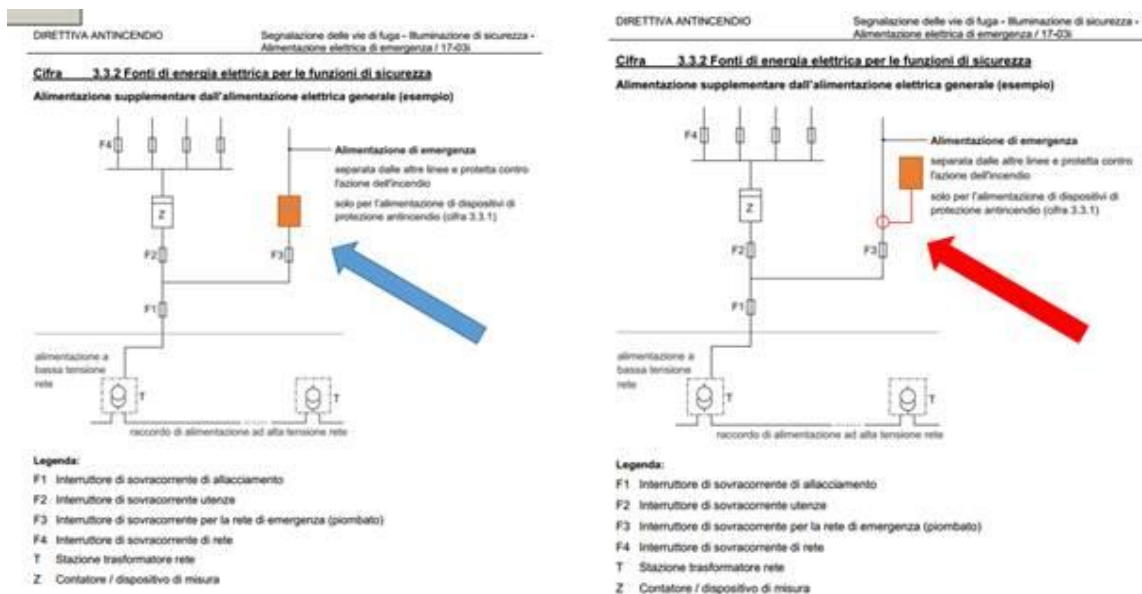 DIRETTIVA ANTINCENDIO
Segnalazione delle vie di fuga - Illuminazione di sicurezza -
Alimentazione elettrica di emergenza / 17-03i
Cifra 3.3.2 Fonti di energia elettrica per le funzioni di sicurezza
Alimentazione supplementare dall'alimentazione elettrica generale (esempio)
F4
Alimentazione di emergenza
separata dalle altre linee e protetta contro
l'azione dell'incendio
solo per l'alimentazione di dispositivi di
protezione antincendio (cifra 3.3.1)
Z
F2
F3
F1
alimentazione a
bassa tensione
rete
T
T
raccordo di alimentazione ad alta tensione rete
Legenda:
F1 Interruttore di sovracorrente di allacciamento
F2 Interruttore di sovracorrente utenze
F3 Interruttore di sovracorrente per la rete di emergenza (piombato)
F4 Interruttore di sovracorrente di rete
T Stazione trasformatore rete
Z Contatore / dispositivo di misura
DIRETTIVA ANTINCENDIO
Segnalazione delle vie di fuga - Illuminazione di sicurezza -
Alimentazione elettrica di emergenza / 17-03i
Cifra 3.3.2 Fonti di energia elettrica per le funzioni di sicurezza
Alimentazione supplementare dall'alimentazione elettrica generale (esempio)
F4
Alimentazione di emergenza
separata dalle altre linee e protetta contro
l'azione dell'incendio
solo per l'alimentazione di dispositivi di
protezione antincendio (cifra 3.3.1)
Z
F2
F3
F1
alimentazione a
bassa tensione
rete
T
T
raccordo di alimentazione ad alta tensione rete
Legenda:
F1 Interruttore di sovracorrente di allacciamento
F2 Interruttore di sovracorrente utenze
F3 Interruttore di sovracorrente per la rete di emergenza (piombato)
F4 Interruttore di sovracorrente di rete
T Stazione trasformatore rete
Z Contatore / dispositivo di misura